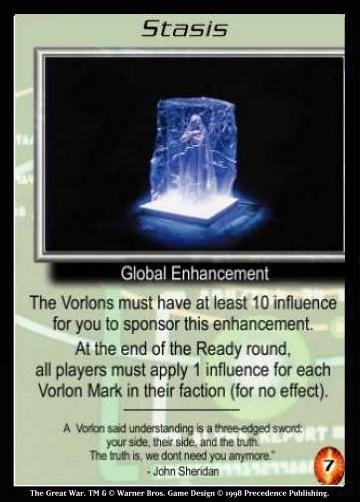 Stasis
Global Enhancement
The Vorlons must have at least 10 influence
for you to sponsor this enhancement.
At the end of the Ready round,
all players must apply 1 influence for each
Vorlon Mark in their faction (for no effect).
A Vorlon said understanding is a three-edged sword:
your side, their side, and the truth.
The truth is, we dont need you anymore."
- John Sheridan
7
The Great War. TM & © Warner Bros. Game Design © 1998 Precedence Publishing.